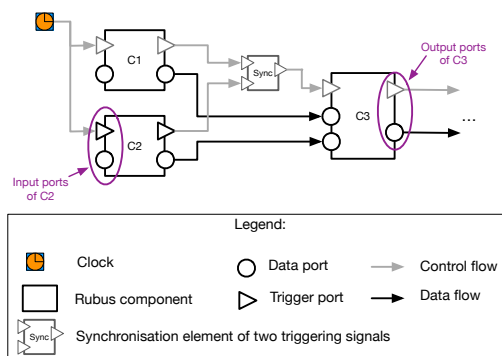 Output ports
of C3
C1
Sync
C3
C2
...
Input ports
of C2
Legend:
Clock
Data port
Control flow
Rubus component
Trigger port
Data flow
Sync
Synchronisation element of two triggering signals